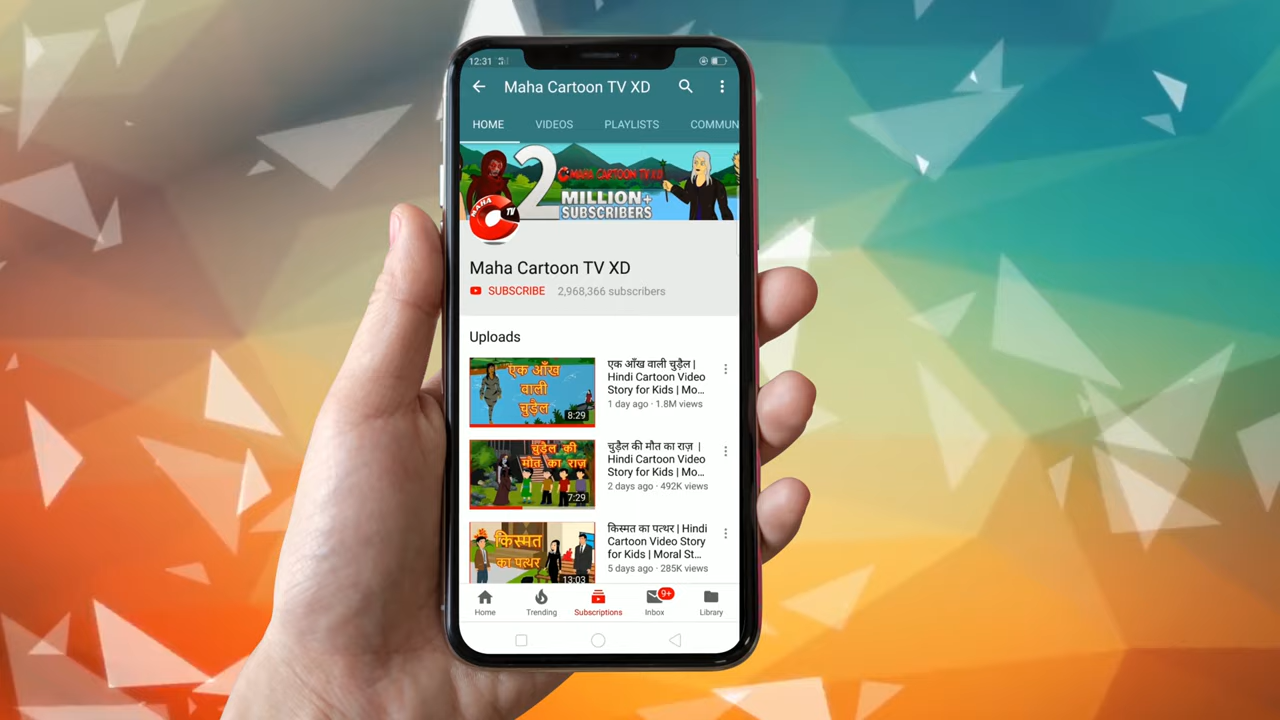 12:31
Maha Cartoon TV XD
HOME VIDEOS PLAYLISTS COMMUN
2 MAHA CARTOON TV XD
MILLION+
SUBSCRIBERS
MAHA TV
Maha Cartoon TV XD
SUBSCRIBE 2,968,366 subscribers
Uploads
एक आँख
वाली
चुड़ैल
8:29
एक आँख वाली चुड़ैल |
Hindi Cartoon Video
Story for Kids | Mo...
1 day ago · 1.8M views
चुड़ैल की
मौत का राज़
7:29
चुड़ैल की मौत का राज़ |
Hindi Cartoon Video
Story for Kids | Mo...
2 days ago · 492K views
किस्मत
का पत्थर
13:03
किस्मत का पत्थर | Hindi
Cartoon Video Story
for Kids | Moral St...
5 days ago · 285K views
9+
Home Trending Subscriptions Inbox Library